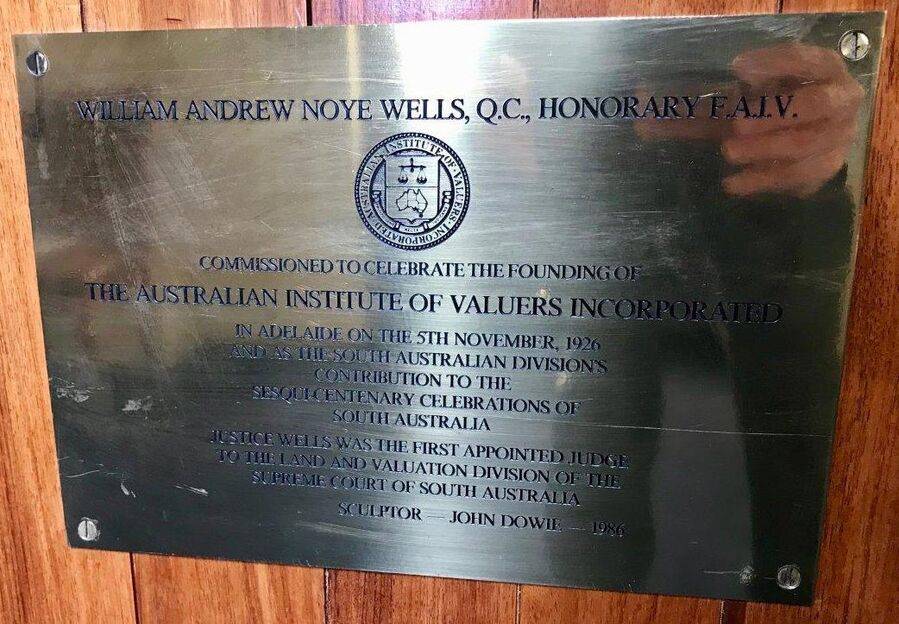 WILLIAM ANDREW NOYE WELLS, Q.C., HONORARY F.A.I.V.
AUSTRALIAN INSTITUTE OF VALUERS INCORPORATED
COMMISSIONED TO CELEBRATE THE FOUNDING OF
THE AUSTRALIAN INSTITUTE OF VALUERS INCORPORATED
IN ADELAIDE ON THE 5TH NOVEMBER, 1926
AND AS THE SOUTH AUSTRALIAN DIVISION'S
CONTRIBUTION TO THE
SESQUI-CENTENARY CELEBRATIONS OF
SOUTH AUSTRALIA
JUSTICE WELLS WAS THE FIRST APPOINTED JUDGE
TO THE LAND AND VALUATION DIVISION OF THE
SUPREME COURT OF SOUTH AUSTRALIA
SCULPTOR — JOHN DOWIE — 1986